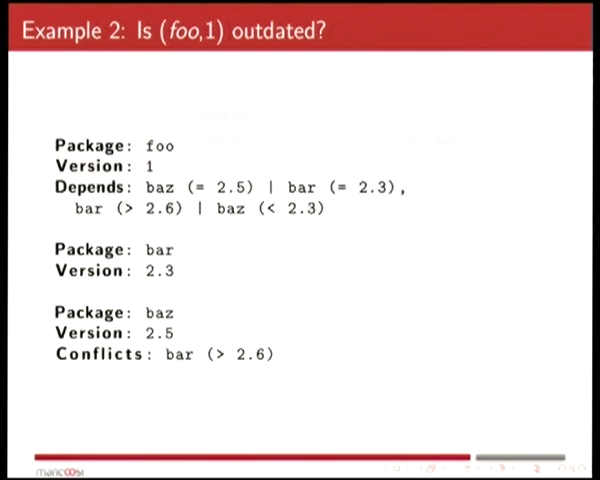 Example 2: Is (foo,1) outdated?
Package: foo
Version: 1
Depends: baz (= 2.5) | bar (= 2.3),
bar (> 2.6) | baz (< 2.3)
Package: bar
Version: 2.3
Package: baz
Version: 2.5
Conflicts: bar (> 2.6)
mancoosi